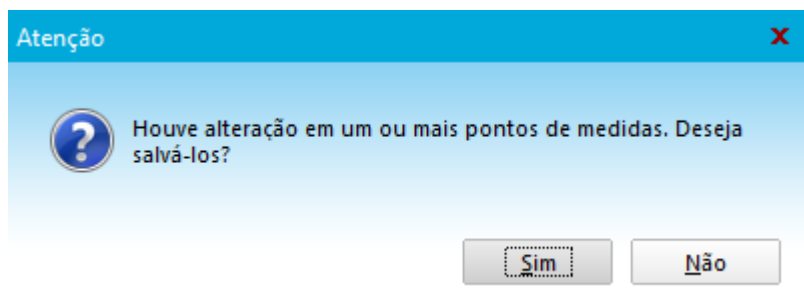 Atenção
Houve alteração em um ou mais pontos de medidas. Deseja
salvá-los?
Sim
Não